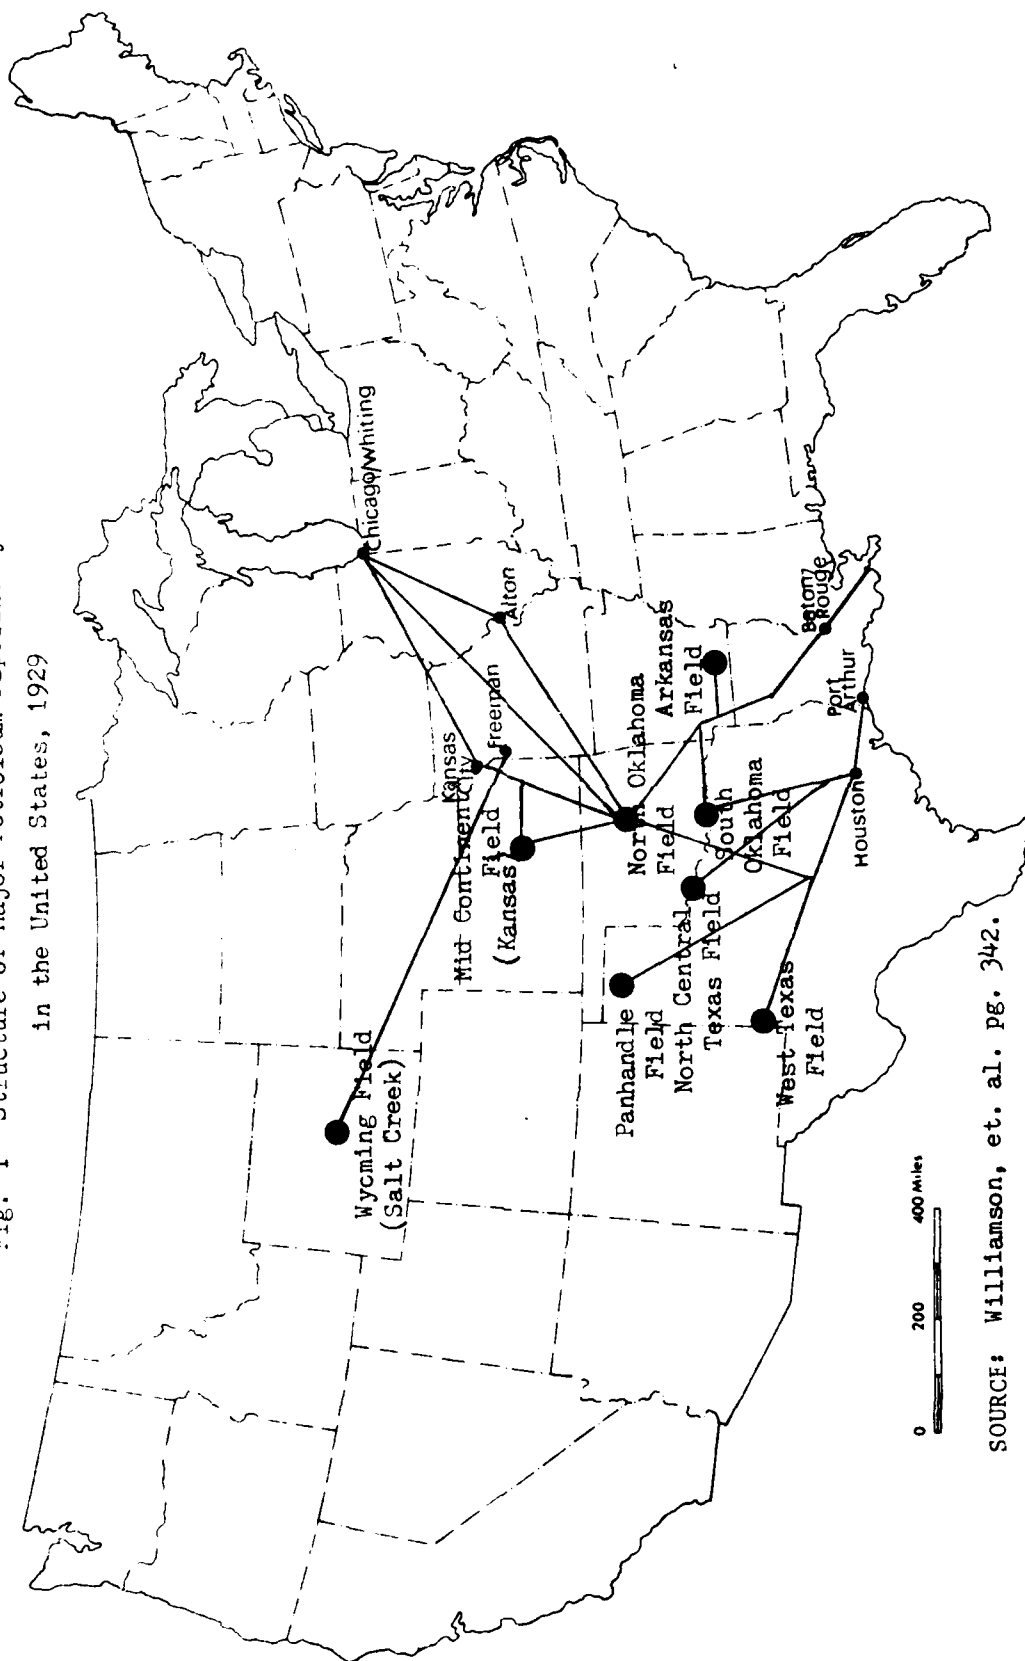 Fig. 1 Structure of Major Petroleum
in the United States, 1929
Chicago/Whiting
Alton
Freeman
Kansas
City
Mid Continent
Field
(Kansas
Wyoming Field
(Salt Creek)
North Oklahoma
Field
Arkansas
Field
South
Oklahoma
Field
North Central
Texas Field
Panhandle
Field
West Texas
Field
Baton
Rouge
Port
Arthur
Houston
0 200 400 Miles
SOURCE: Williamson, et. al. pg. 342.